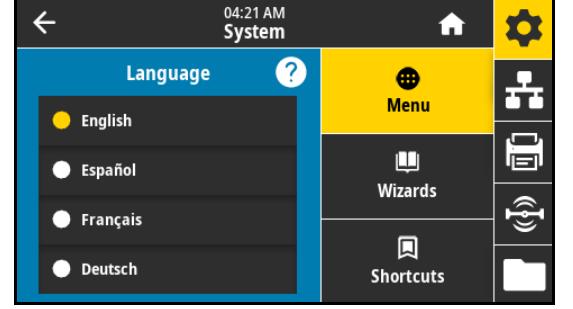 04:21 AM
System
Language
?
English
Español
Français
Deutsch
Menu
Wizards
Shortcuts